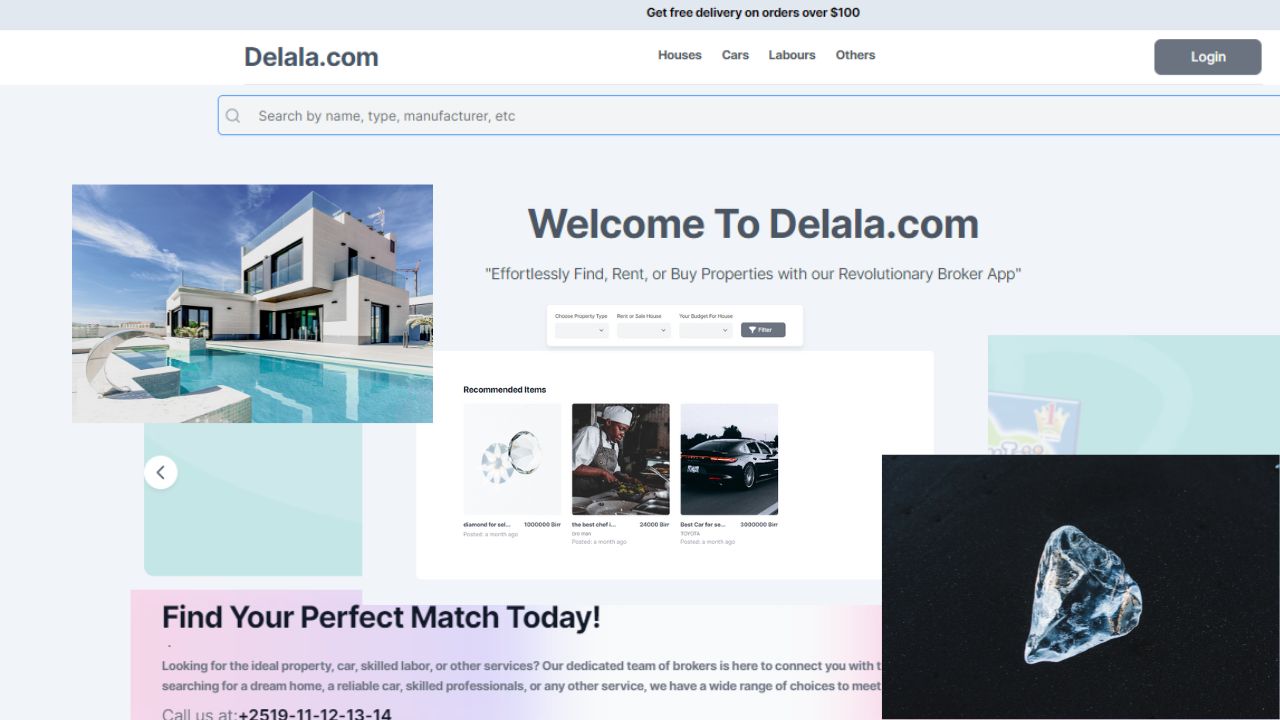 Get free delivery on orders over $100
Delala.com
Houses Cars Labours Others
Login
Search by name, type, manufacturer, etc
Welcome To Delala.com
"Effortlessly Find, Rent, or Buy Properties with our Revolutionary Broker App"
Choose Property Type Rent or Sale House Your Budget For House
Filter
Recommended Items
diamond for sel... 1000000 Birr
Posted: a month ago
the best chef i... 24000 Birr
Posted: a month ago
Best Car for se... 3000000 Birr
TOYOTA
Posted: a month ago
Find Your Perfect Match Today!
.
Looking for the ideal property, car, skilled labor, or other services? Our dedicated team of brokers is here to connect you with t
searching for a dream home, a reliable car, skilled professionals, or any other service, we have a wide range of choices to meet
Call us at:+2519-11-12-13-14